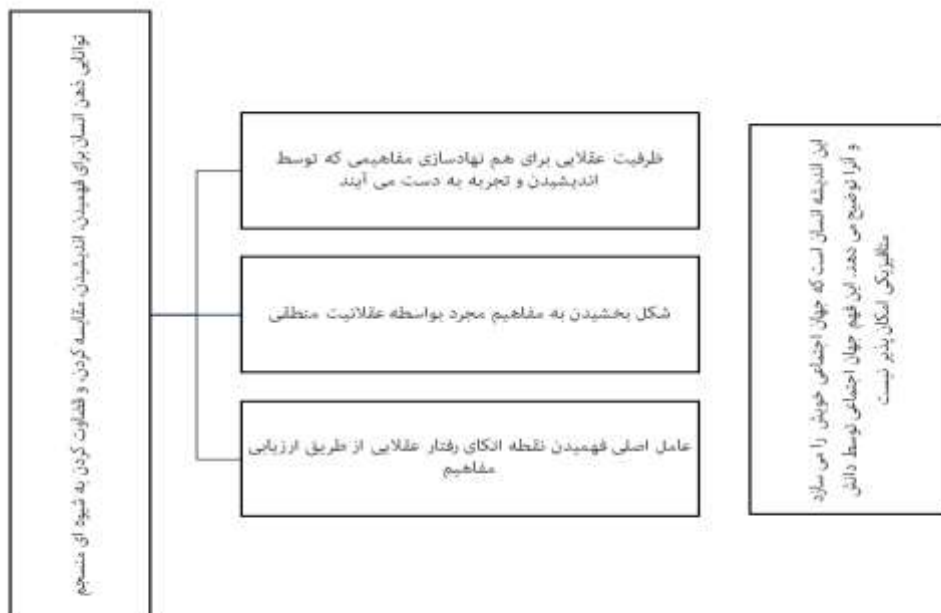 توانایی ذهن انسان برای فهمیدن، اندیشیدن، مقایسه کردن، و قضاوت کردن به شیوه ای منسجم
ظرفیت عقلایی برای هم نهادسازی مفاهیمی که توسط
اندیشیدن و تجربه به دست می آیند
شکل بخشیدن به مفاهیم مجرد بواسطه عقلانیت منطقی
عامل اصلی فهمیدن نقطه اتکای رفتار عقلایی از طریق ارزیابی
مفاهیم
این اندیشه انسان است که جهان اجتماعی خویش را می سازد
و آنرا توضیح می دهد. این فهم جهان اجتماعی توسط دانش
متافیزیکی امکان پذیر نیست